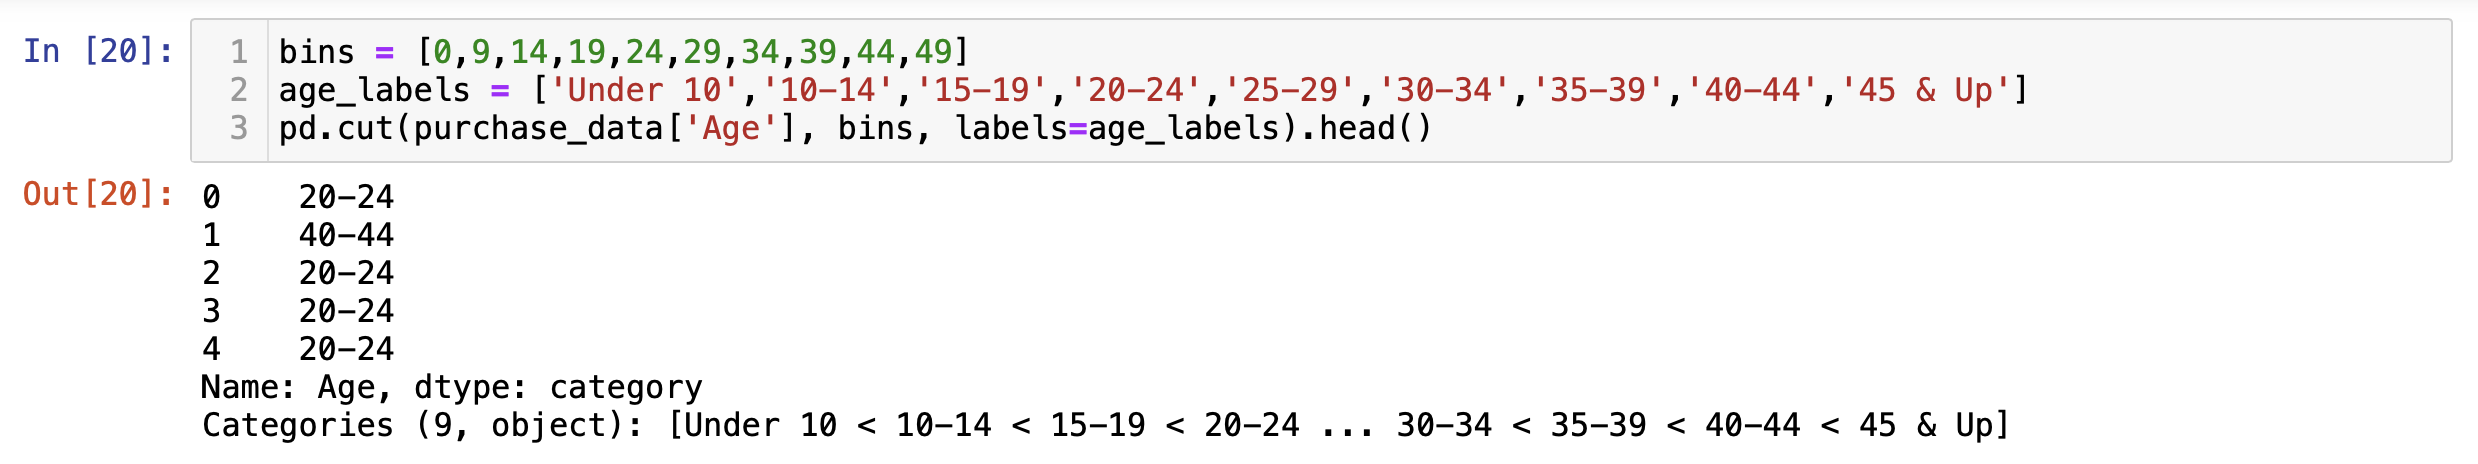 In [20]:
1 bins = [0,9,14,19,24,29,34,39,44,49]
2 age_labels = ['Under 10','10-14','15-19','20-24','25-29','30-34','35-39','40-44','45 & Up']
3 pd.cut(purchase_data['Age'], bins, labels=age_labels).head()
Out[20]:
0    20-24
1    40-44
2    20-24
3    20-24
4    20-24
Name: Age, dtype: category
Categories (9, object): [Under 10 < 10-14 < 15-19 < 20-24 ... 30-34 < 35-39 < 40-44 < 45 & Up]